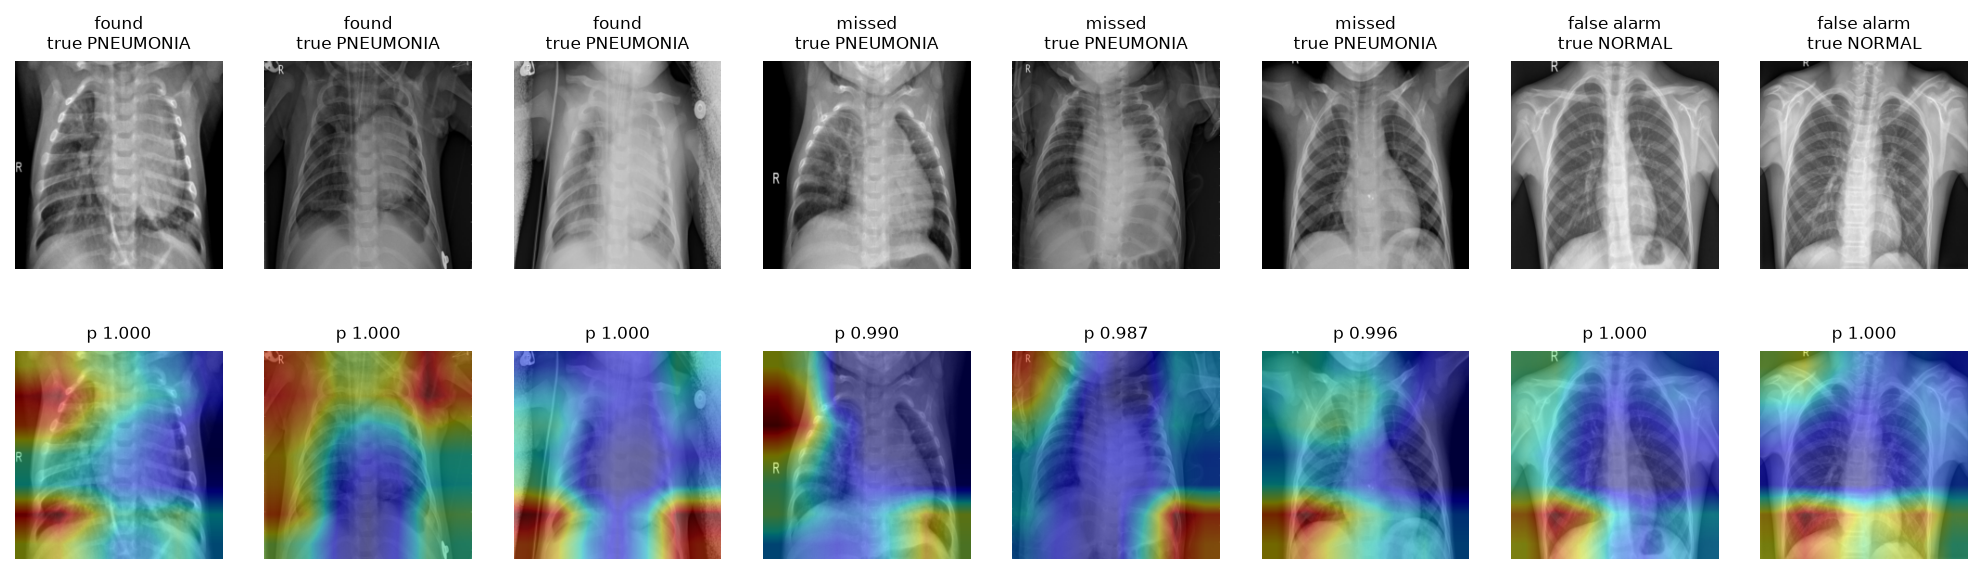 found
true PNEUMONIA
found
true PNEUMONIA
found
true PNEUMONIA
missed
true PNEUMONIA
missed
true PNEUMONIA
missed
true PNEUMONIA
false alarm
true NORMAL
false alarm
true NORMAL
R
R
R
R
R
R
p 1.000
p 1.000
p 1.000
p 0.990
p 0.987
p 0.996
p 1.000
p 1.000
R
R
R
R
R
R